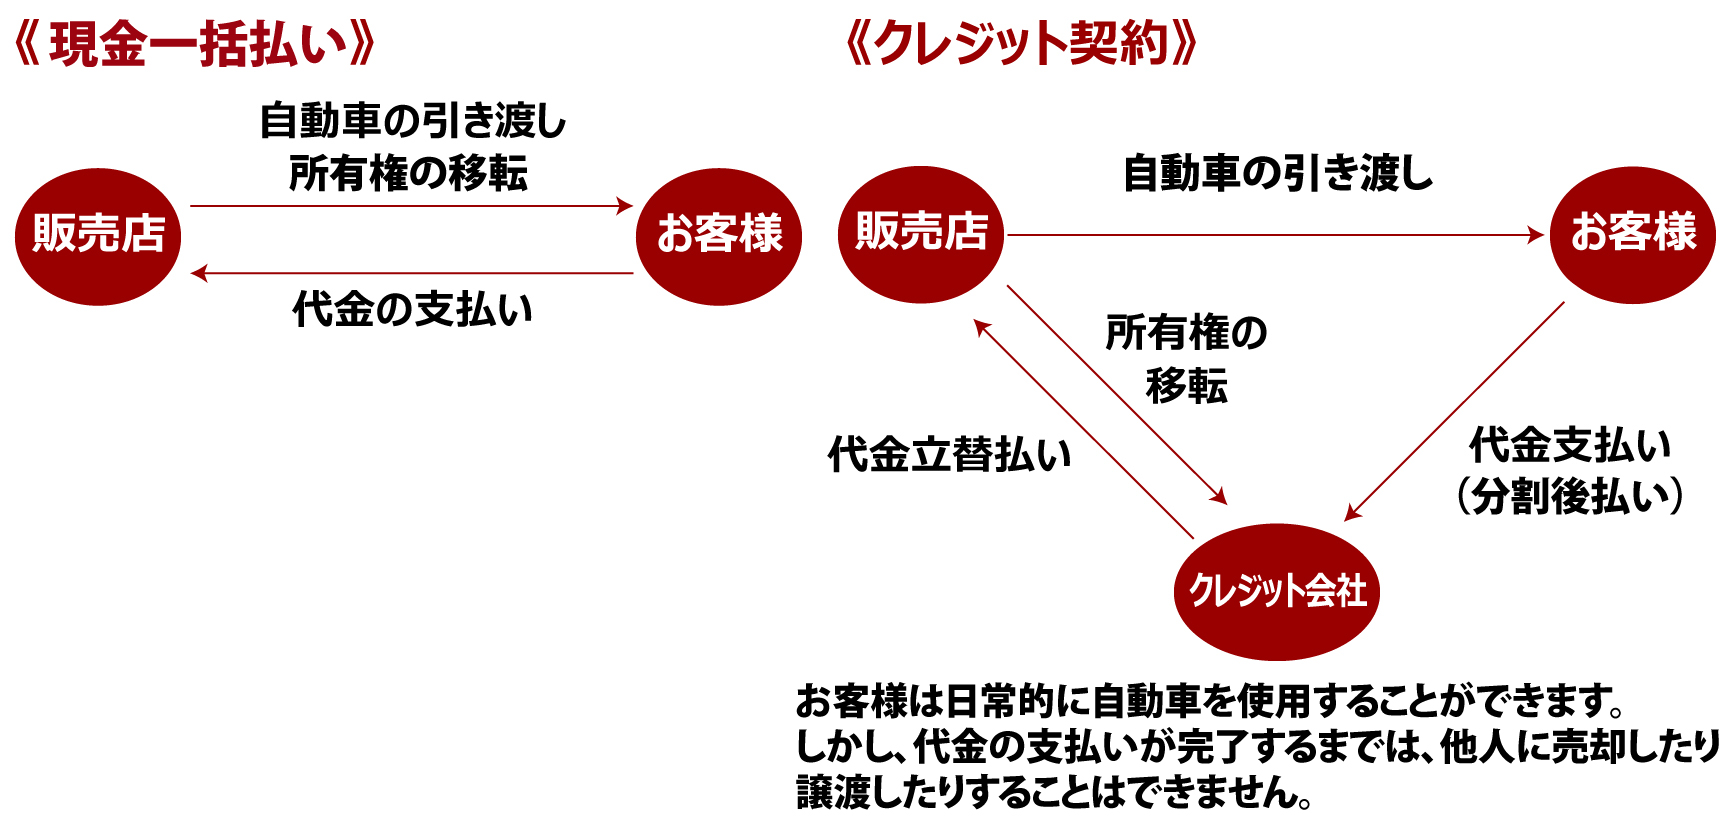 《現金一括払い》
自動車の引き渡し
所有権の移転
販売店
お客様
代金の支払い
《クレジット契約》
自動車の引き渡し
販売店
お客様
所有権の
移転
代金立替払い
代金支払い
（分割後払い）
クレジット会社
お客様は日常的に自動車を使用することができます。
しかし、代金の支払いが完了するまでは、他人に売却したり
譲渡したりすることはできません。